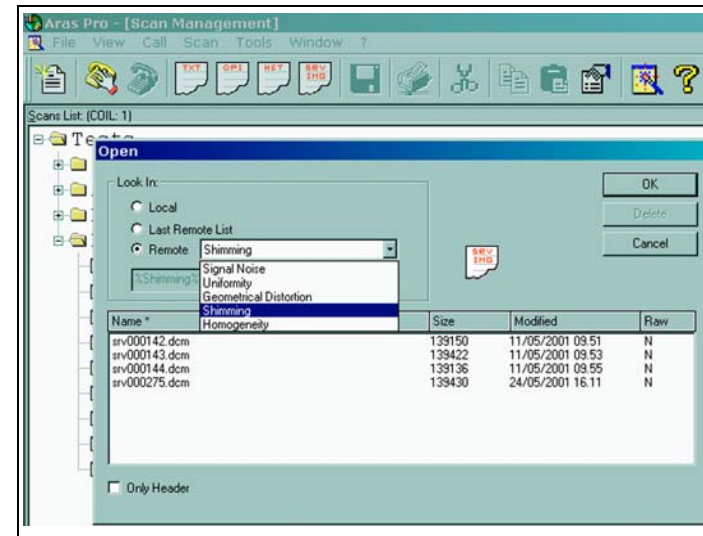 Aras Pro - [Scan Management]
File View Call Scan Tools Window ?
TXT OPI HST SRV IMG
Scans List: (COIL: 1)
Open
Look In:
Local
Last Remote List
Remote Shimming
%Shimming%
Signal Noise
Uniformity
Geometrical Distortion
Shimming
Homogeneity
SRV IMG
OK
Delete
Cancel
Name * Size Modified Raw
srv000142.dcm 139150 11/05/2001 09.51 N
srv000143.dcm 139422 11/05/2001 09.53 N
srv000144.dcm 139136 11/05/2001 09.55 N
srv000275.dcm 139430 24/05/2001 16.11 N
Only Header